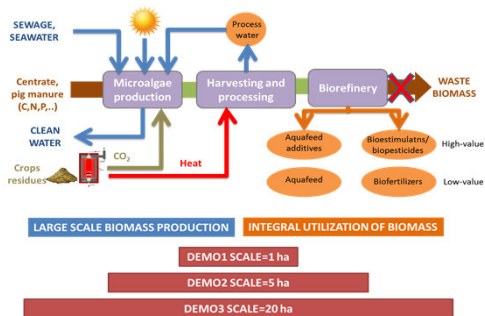 SEWAGE,
SEAWATER
Process
water
Centrate,
pig manure
(C,N,P,..)
Microalgae
production
Harvesting and
processing
Biorefinery
WASTE
BIOMASS
CLEAN
WATER
CO2
Heat
Crops
residues
Aquafeed
additives
Bioestimulatns/
biopesticides
High-value
Aquafeed
Biofertilizers
Low-value
LARGE SCALE BIOMASS PRODUCTION
INTEGRAL UTILIZATION OF BIOMASS
DEMO1 SCALE=1 ha
DEMO2 SCALE=5 ha
DEMO3 SCALE=20 ha